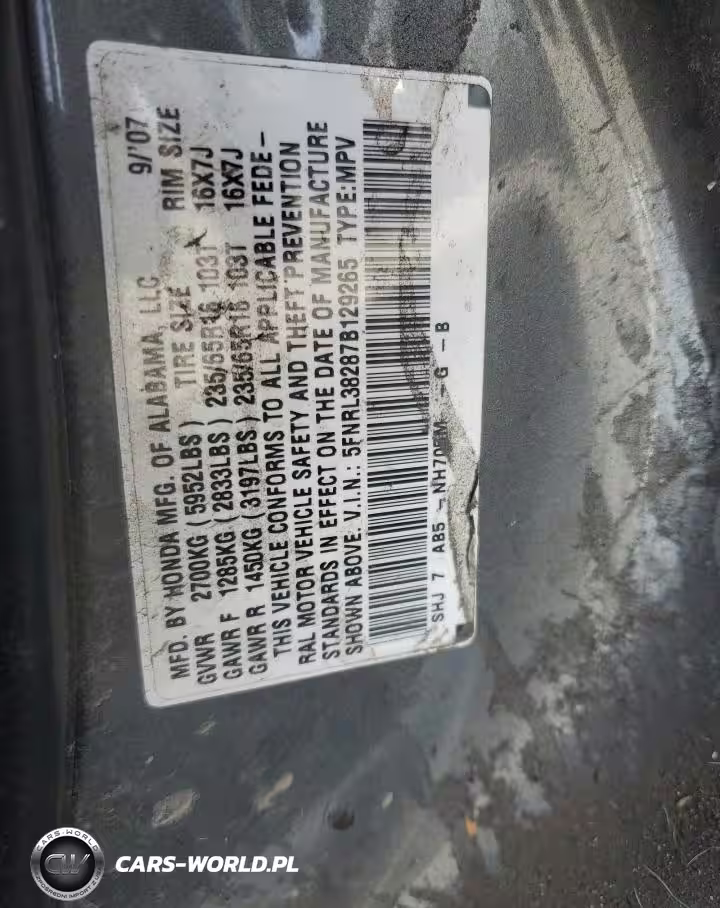 MFD. BY HONDA MFG. OF ALABAMA, LLC 9/'07
GVWR 2700KG (5952LBS) TIRE SIZE RIM SIZE
GAWR F 1285KG (2833LBS) 235/65R16 103T 16X7J
GAWR R 1450KG (3197LBS) 235/65R16 103T 16X7J
THIS VEHICLE CONFORMS TO ALL APPLICABLE FEDE-
RAL MOTOR VEHICLE SAFETY AND THEFT PREVENTION
STANDARDS IN EFFECT ON THE DATE OF MANUFACTURE
SHOWN ABOVE. V.I.N.: 5FNRL38287B129265 TYPE:MPV
SHJ 7 AB5 - G -B
CARS-WORLD
CW
CARS-WORLD.PL